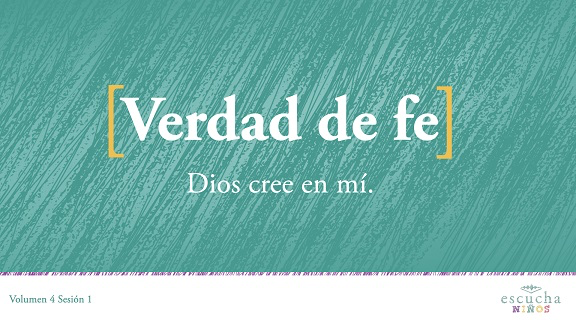 [Verdad de fe]
Dios cree en mí.
Volumen 4 Sesión 1
escucha
NIÑOS